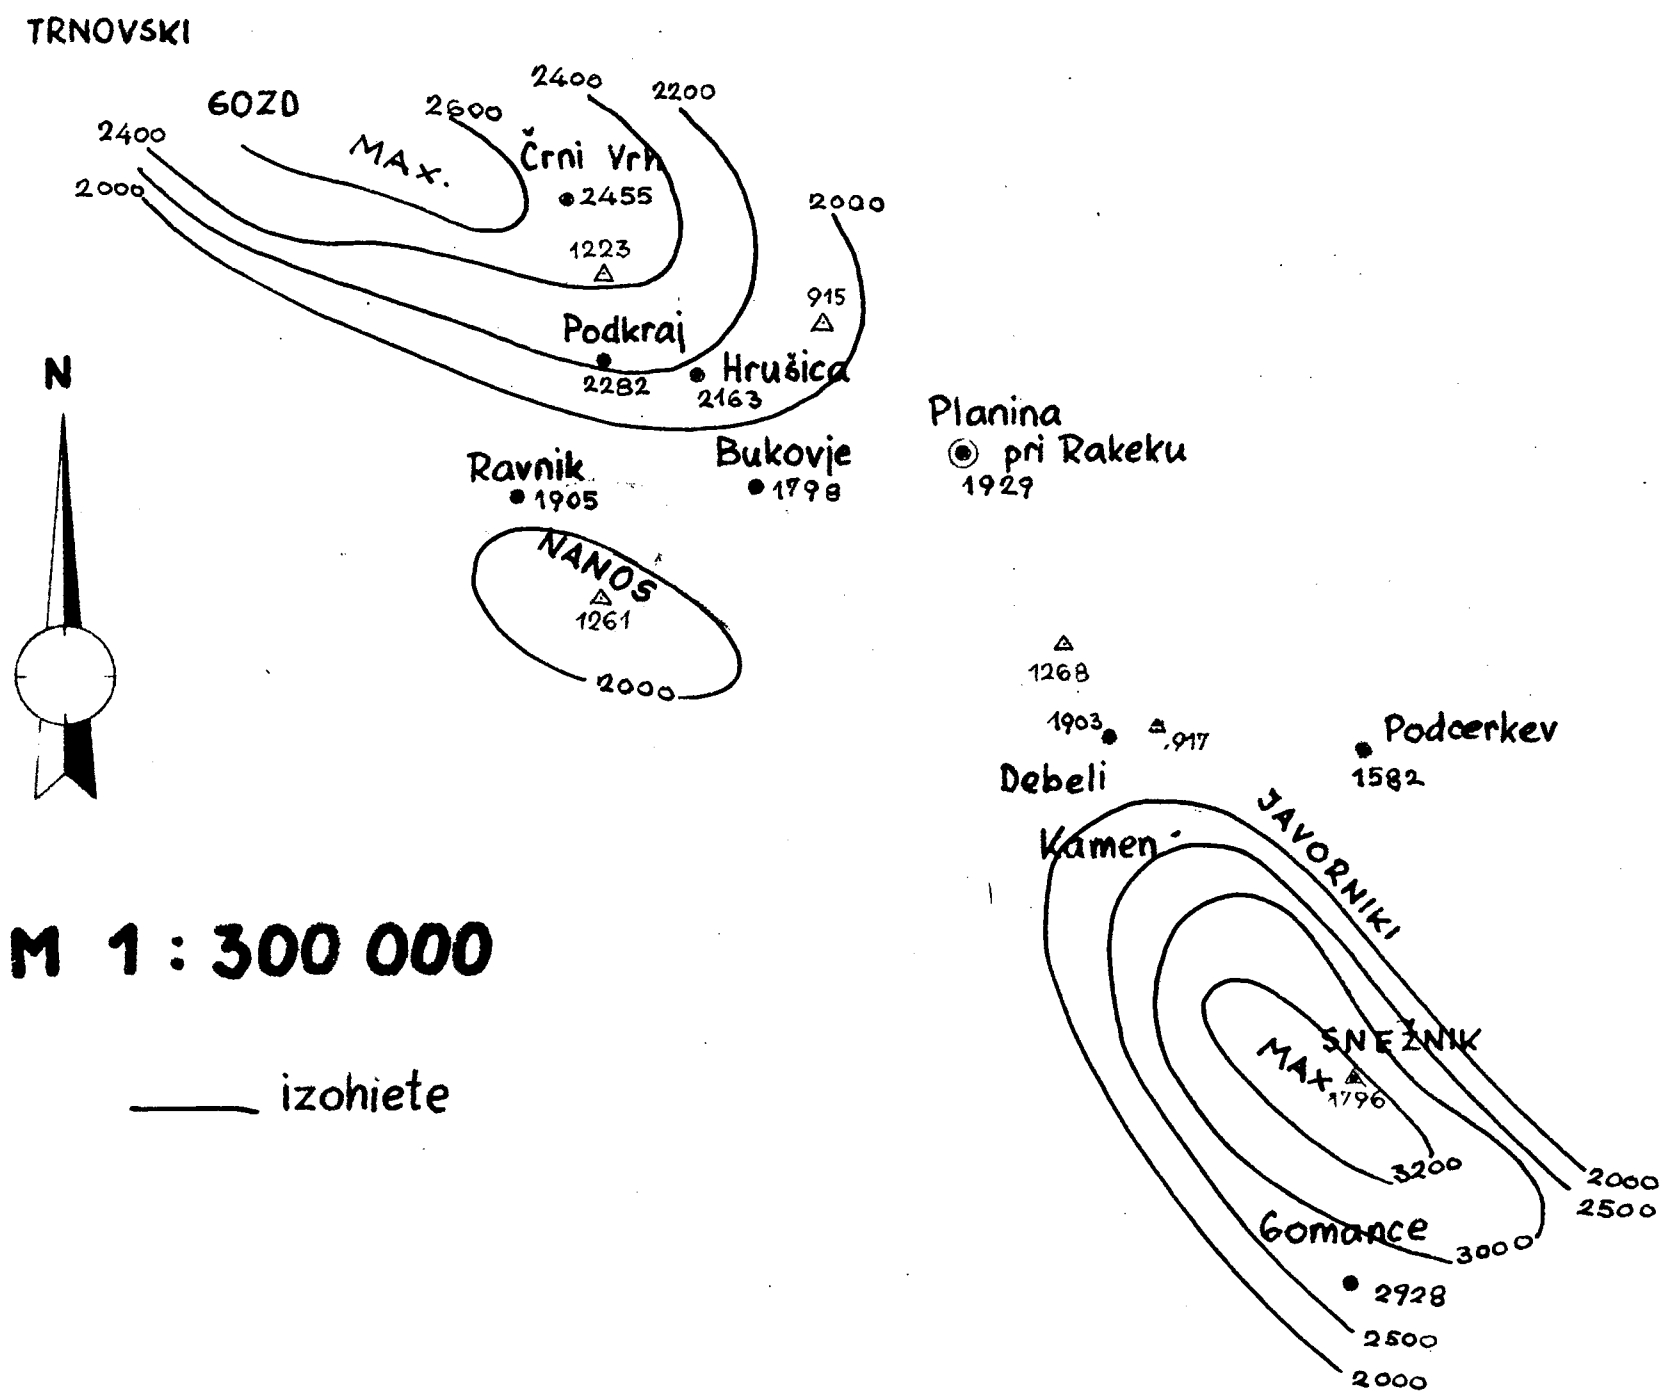 TRNOVSKI
GOZD
2400
2600
2400
2200
MAX.
Črni Vrh
2455
2000
2000
1223
915
Podkraj
2282
Hrušica
2163
N
Planina
pri Rakeku
1929
Ravnik
1905
Bukovje
1798
NANOS
1261
2000
1268
1903
917
Debeli
Kamen
Podcerkev
1582
JAVORNIKI
M 1:300 000
SNEŽNIK
MAX.
1796
izohiete
3200
2000
2500
Gomance
3000
2928
2500
2000